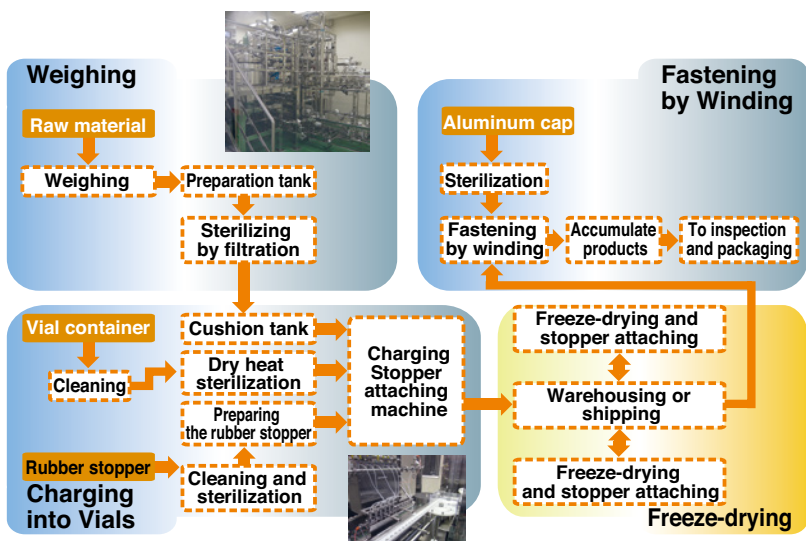 Weighing
Raw material
Weighing
Preparation tank
Sterilizing
by filtration
Fastening
by Winding
Aluminum cap
Sterilization
Fastening
by winding
Accumulate
products
To inspection
and packaging
Vial container
Cleaning
Cushion tank
Dry heat
sterilization
Preparing
the rubber stopper
Rubber stopper
Cleaning and
sterilization
Charging
Stopper
attaching
machine
Charging
into Vials
Freeze-drying and
stopper attaching
Warehousing or
shipping
Freeze-drying
and stopper attaching
Freeze-drying